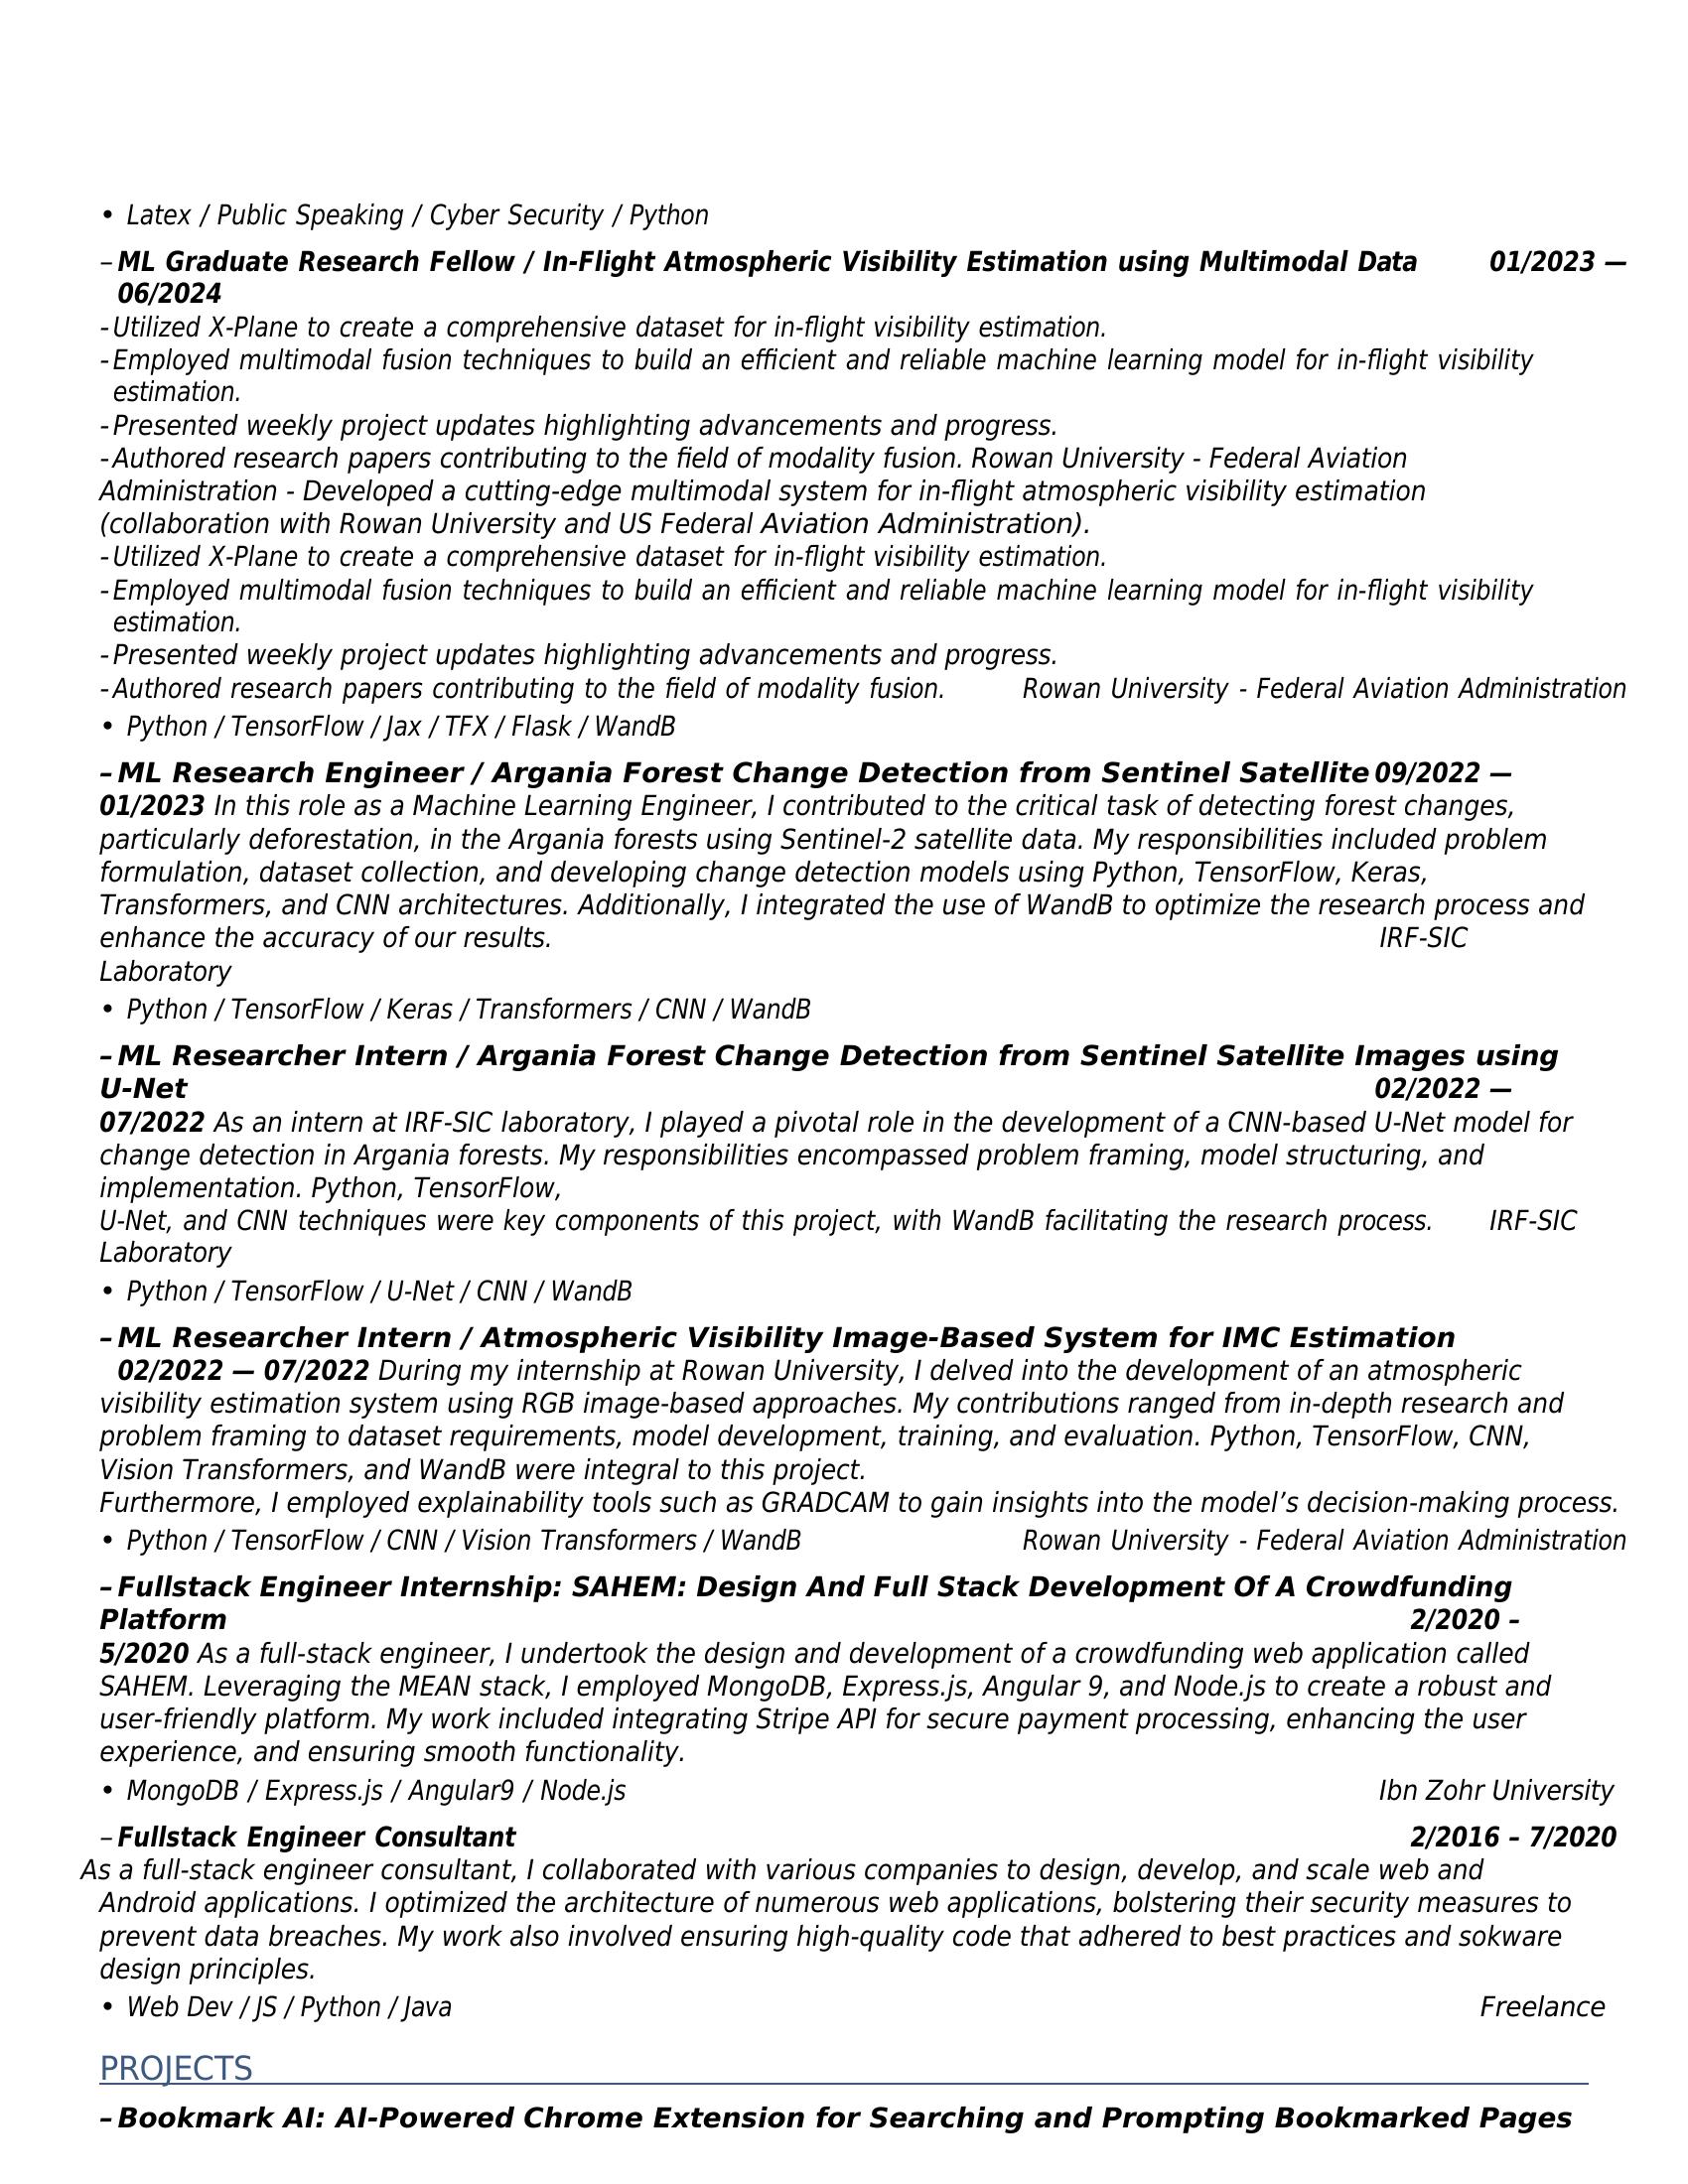 • Latex / Public Speaking / Cyber Security / Python
– ML Graduate Research Fellow / In-Flight Atmospheric Visibility Estimation using Multimodal Data 01/2023 —
06/2024
- Utilized X-Plane to create a comprehensive dataset for in-flight visibility estimation.
- Employed multimodal fusion techniques to build an efficient and reliable machine learning model for in-flight visibility
estimation.
- Presented weekly project updates highlighting advancements and progress.
- Authored research papers contributing to the field of modality fusion. Rowan University - Federal Aviation
Administration - Developed a cutting-edge multimodal system for in-flight atmospheric visibility estimation
(collaboration with Rowan University and US Federal Aviation Administration).
- Utilized X-Plane to create a comprehensive dataset for in-flight visibility estimation.
- Employed multimodal fusion techniques to build an efficient and reliable machine learning model for in-flight visibility
estimation.
- Presented weekly project updates highlighting advancements and progress.
- Authored research papers contributing to the field of modality fusion. Rowan University - Federal Aviation Administration
• Python / TensorFlow / Jax / TFX / Flask / WandB
– ML Research Engineer / Argania Forest Change Detection from Sentinel Satellite 09/2022 —
01/2023 In this role as a Machine Learning Engineer, I contributed to the critical task of detecting forest changes,
particularly deforestation, in the Argania forests using Sentinel-2 satellite data. My responsibilities included problem
formulation, dataset collection, and developing change detection models using Python, TensorFlow, Keras,
Transformers, and CNN architectures. Additionally, I integrated the use of WandB to optimize the research process and
enhance the accuracy of our results. IRF-SIC
Laboratory
• Python / TensorFlow / Keras / Transformers / CNN / WandB
– ML Researcher Intern / Argania Forest Change Detection from Sentinel Satellite Images using
U-Net 02/2022 —
07/2022 As an intern at IRF-SIC laboratory, I played a pivotal role in the development of a CNN-based U-Net model for
change detection in Argania forests. My responsibilities encompassed problem framing, model structuring, and
implementation. Python, TensorFlow,
U-Net, and CNN techniques were key components of this project, with WandB facilitating the research process. IRF-SIC
Laboratory
• Python / TensorFlow / U-Net / CNN / WandB
– ML Researcher Intern / Atmospheric Visibility Image-Based System for IMC Estimation
02/2022 — 07/2022 During my internship at Rowan University, I delved into the development of an atmospheric
visibility estimation system using RGB image-based approaches. My contributions ranged from in-depth research and
problem framing to dataset requirements, model development, training, and evaluation. Python, TensorFlow, CNN,
Vision Transformers, and WandB were integral to this project.
Furthermore, I employed explainability tools such as GRADCAM to gain insights into the model’s decision-making process.
• Python / TensorFlow / CNN / Vision Transformers / WandB Rowan University - Federal Aviation Administration
– Fullstack Engineer Internship: SAHEM: Design And Full Stack Development Of A Crowdfunding
Platform 2/2020 –
5/2020 As a full-stack engineer, I undertook the design and development of a crowdfunding web application called
SAHEM. Leveraging the MEAN stack, I employed MongoDB, Express.js, Angular 9, and Node.js to create a robust and
user-friendly platform. My work included integrating Stripe API for secure payment processing, enhancing the user
experience, and ensuring smooth functionality.
• MongoDB / Express.js / Angular9 / Node.js Ibn Zohr University
– Fullstack Engineer Consultant 2/2016 – 7/2020
As a full-stack engineer consultant, I collaborated with various companies to design, develop, and scale web and
Android applications. I optimized the architecture of numerous web applications, bolstering their security measures to
prevent data breaches. My work also involved ensuring high-quality code that adhered to best practices and sokware
design principles.
• Web Dev / JS / Python / Java Freelance
PROJECTS
– Bookmark AI: AI-Powered Chrome Extension for Searching and Prompting Bookmarked Pages